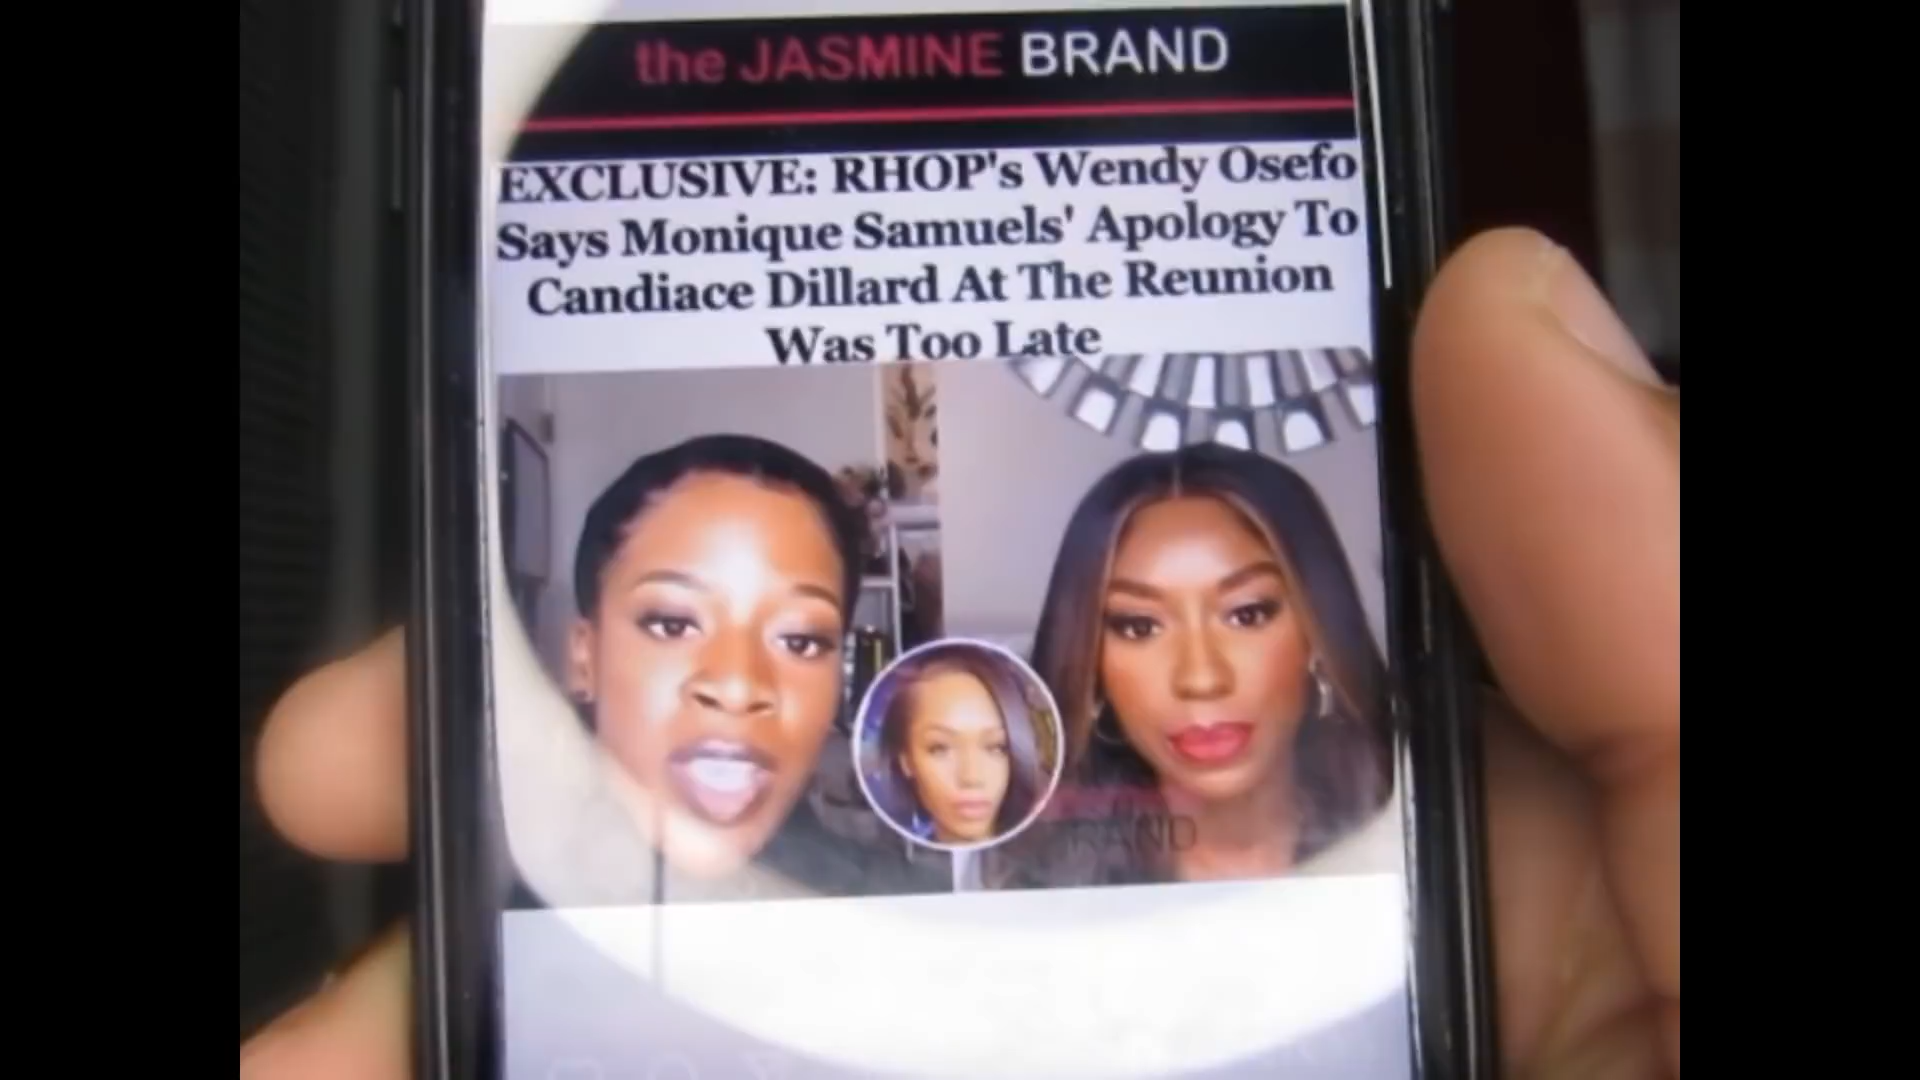 the JASMINE BRAND
EXCLUSIVE: RHOP's Wendy Osefo
Says Monique Samuels' Apology To
Candiace Dillard At The Reunion
Was Too Late
BRAND